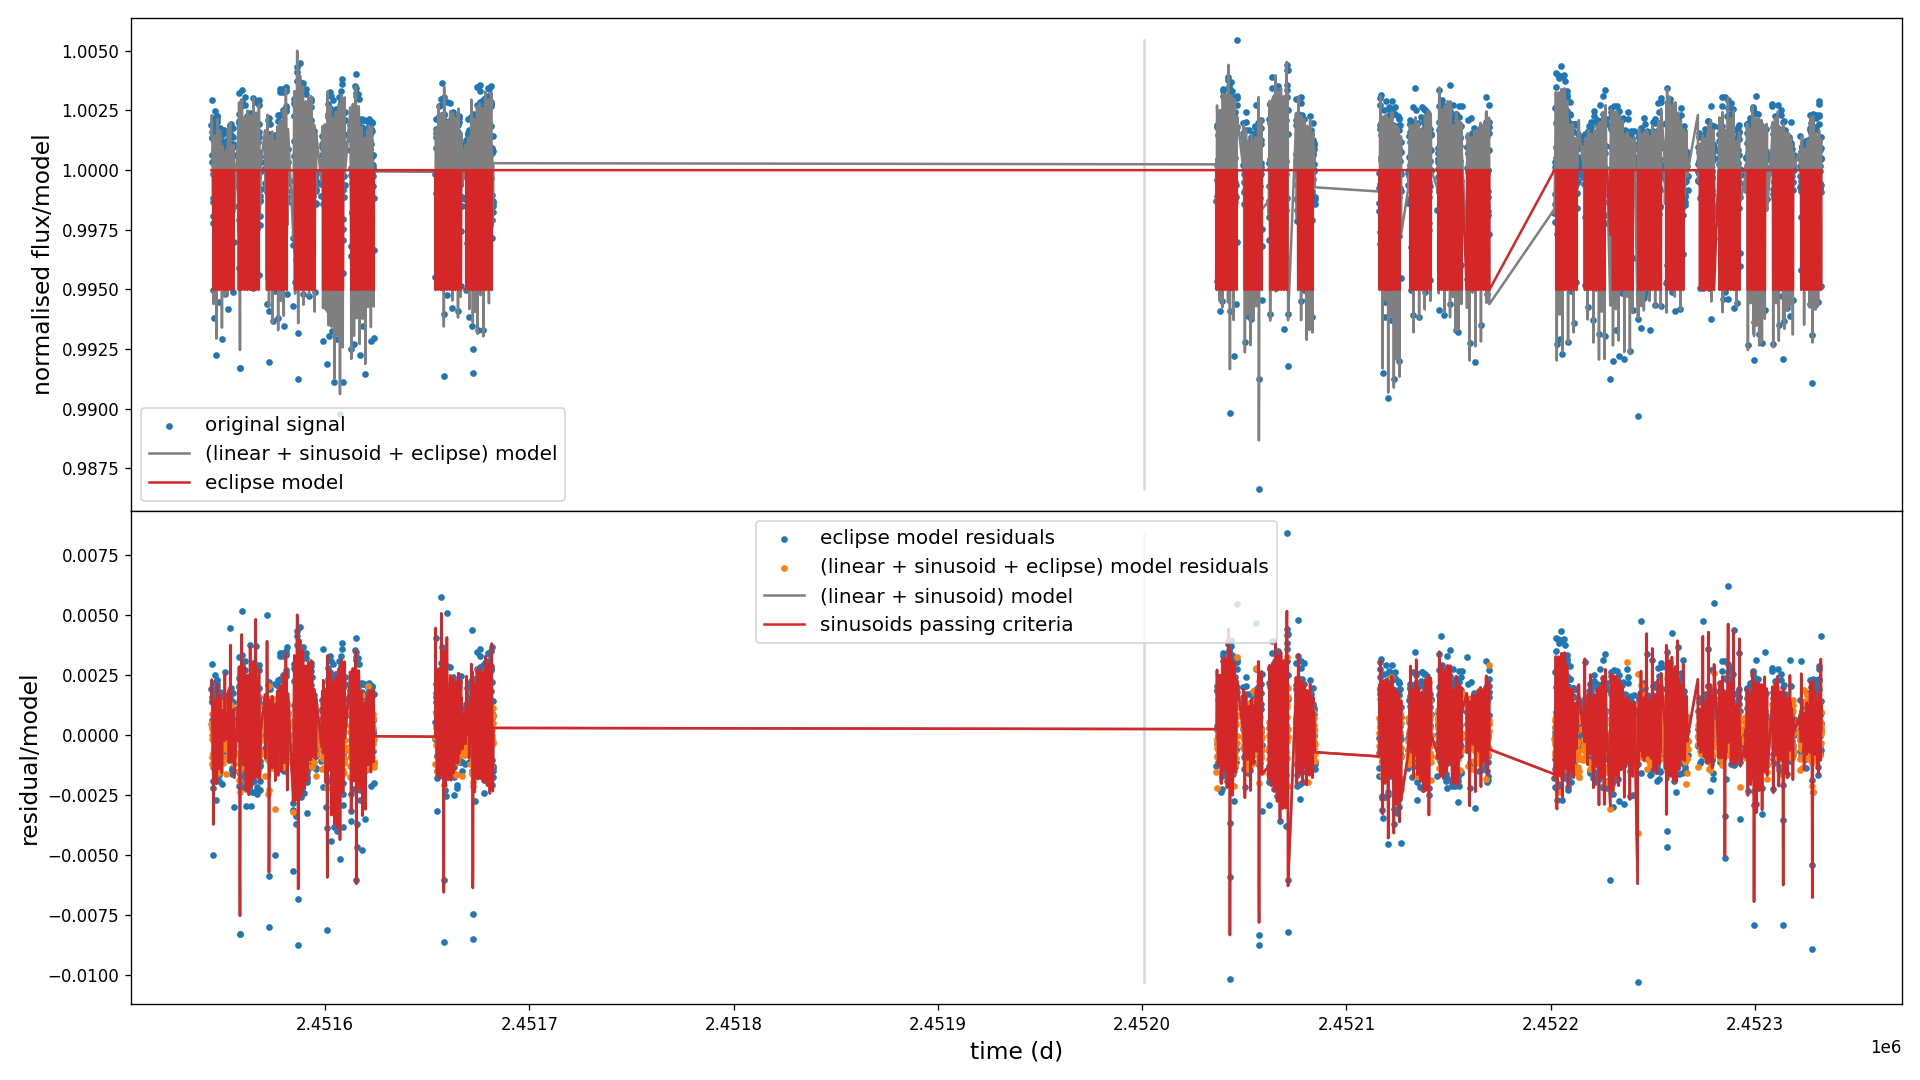 1.0050
1.0025
1.0000
0.9975
0.9950
0.9925
0.9900
0.9875
normalised flux/model
original signal
(linear + sinusoid + eclipse) model
eclipse model
0.0075
0.0050
0.0025
0.0000
−0.0025
−0.0050
−0.0075
−0.0100
residual/model
eclipse model residuals
(linear + sinusoid + eclipse) model residuals
(linear + sinusoid) model
sinusoids passing criteria
2.4516 2.4517 2.4518 2.4519 2.4520 2.4521 2.4522 2.4523
time (d)
1e6